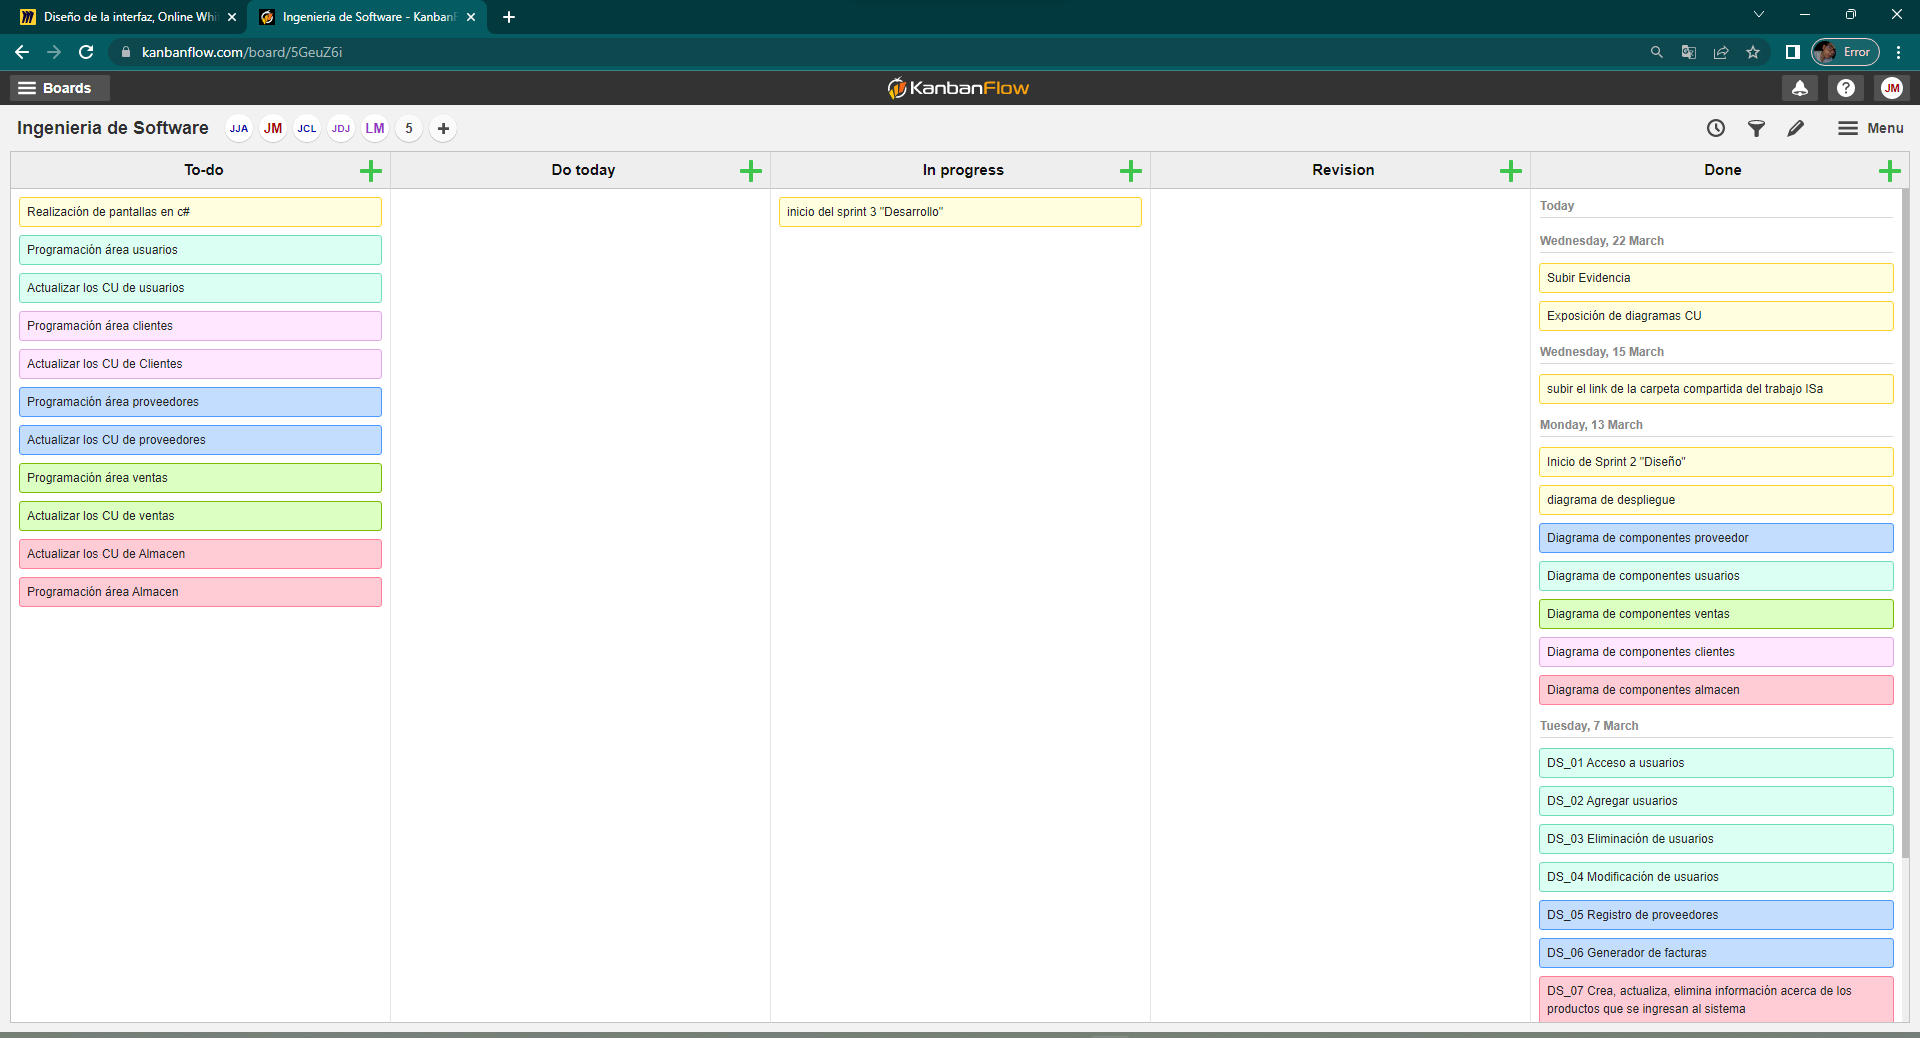 Diseño de la interfaz, Online Whi
Ingenieria de Software - KanbanF
kanbanflow.com/board/5GeuZ6i
Error
Boards
KanbanFlow
JM
Ingenieria de Software
JJA
JM
JCL
JDJ
LM
5
Menu
To-do
Do today
In progress
Revision
Done
Realización de pantallas en c#
Programación área usuarios
Actualizar los CU de usuarios
Programación área clientes
Actualizar los CU de Clientes
Programación área proveedores
Actualizar los CU de proveedores
Programación área ventas
Actualizar los CU de ventas
Actualizar los CU de Almacen
Programación área Almacen
inicio del sprint 3 "Desarrollo"
Today
Wednesday, 22 March
Subir Evidencia
Exposición de diagramas CU
Wednesday, 15 March
subir el link de la carpeta compartida del trabajo ISa
Monday, 13 March
Inicio de Sprint 2 "Diseño"
diagrama de despliegue
Diagrama de componentes proveedor
Diagrama de componentes usuarios
Diagrama de componentes ventas
Diagrama de componentes clientes
Diagrama de componentes almacen
Tuesday, 7 March
DS_01 Acceso a usuarios
DS_02 Agregar usuarios
DS_03 Eliminación de usuarios
DS_04 Modificación de usuarios
DS_05 Registro de proveedores
DS_06 Generador de facturas
DS_07 Crea, actualiza, elimina información acerca de los
productos que se ingresan al sistema